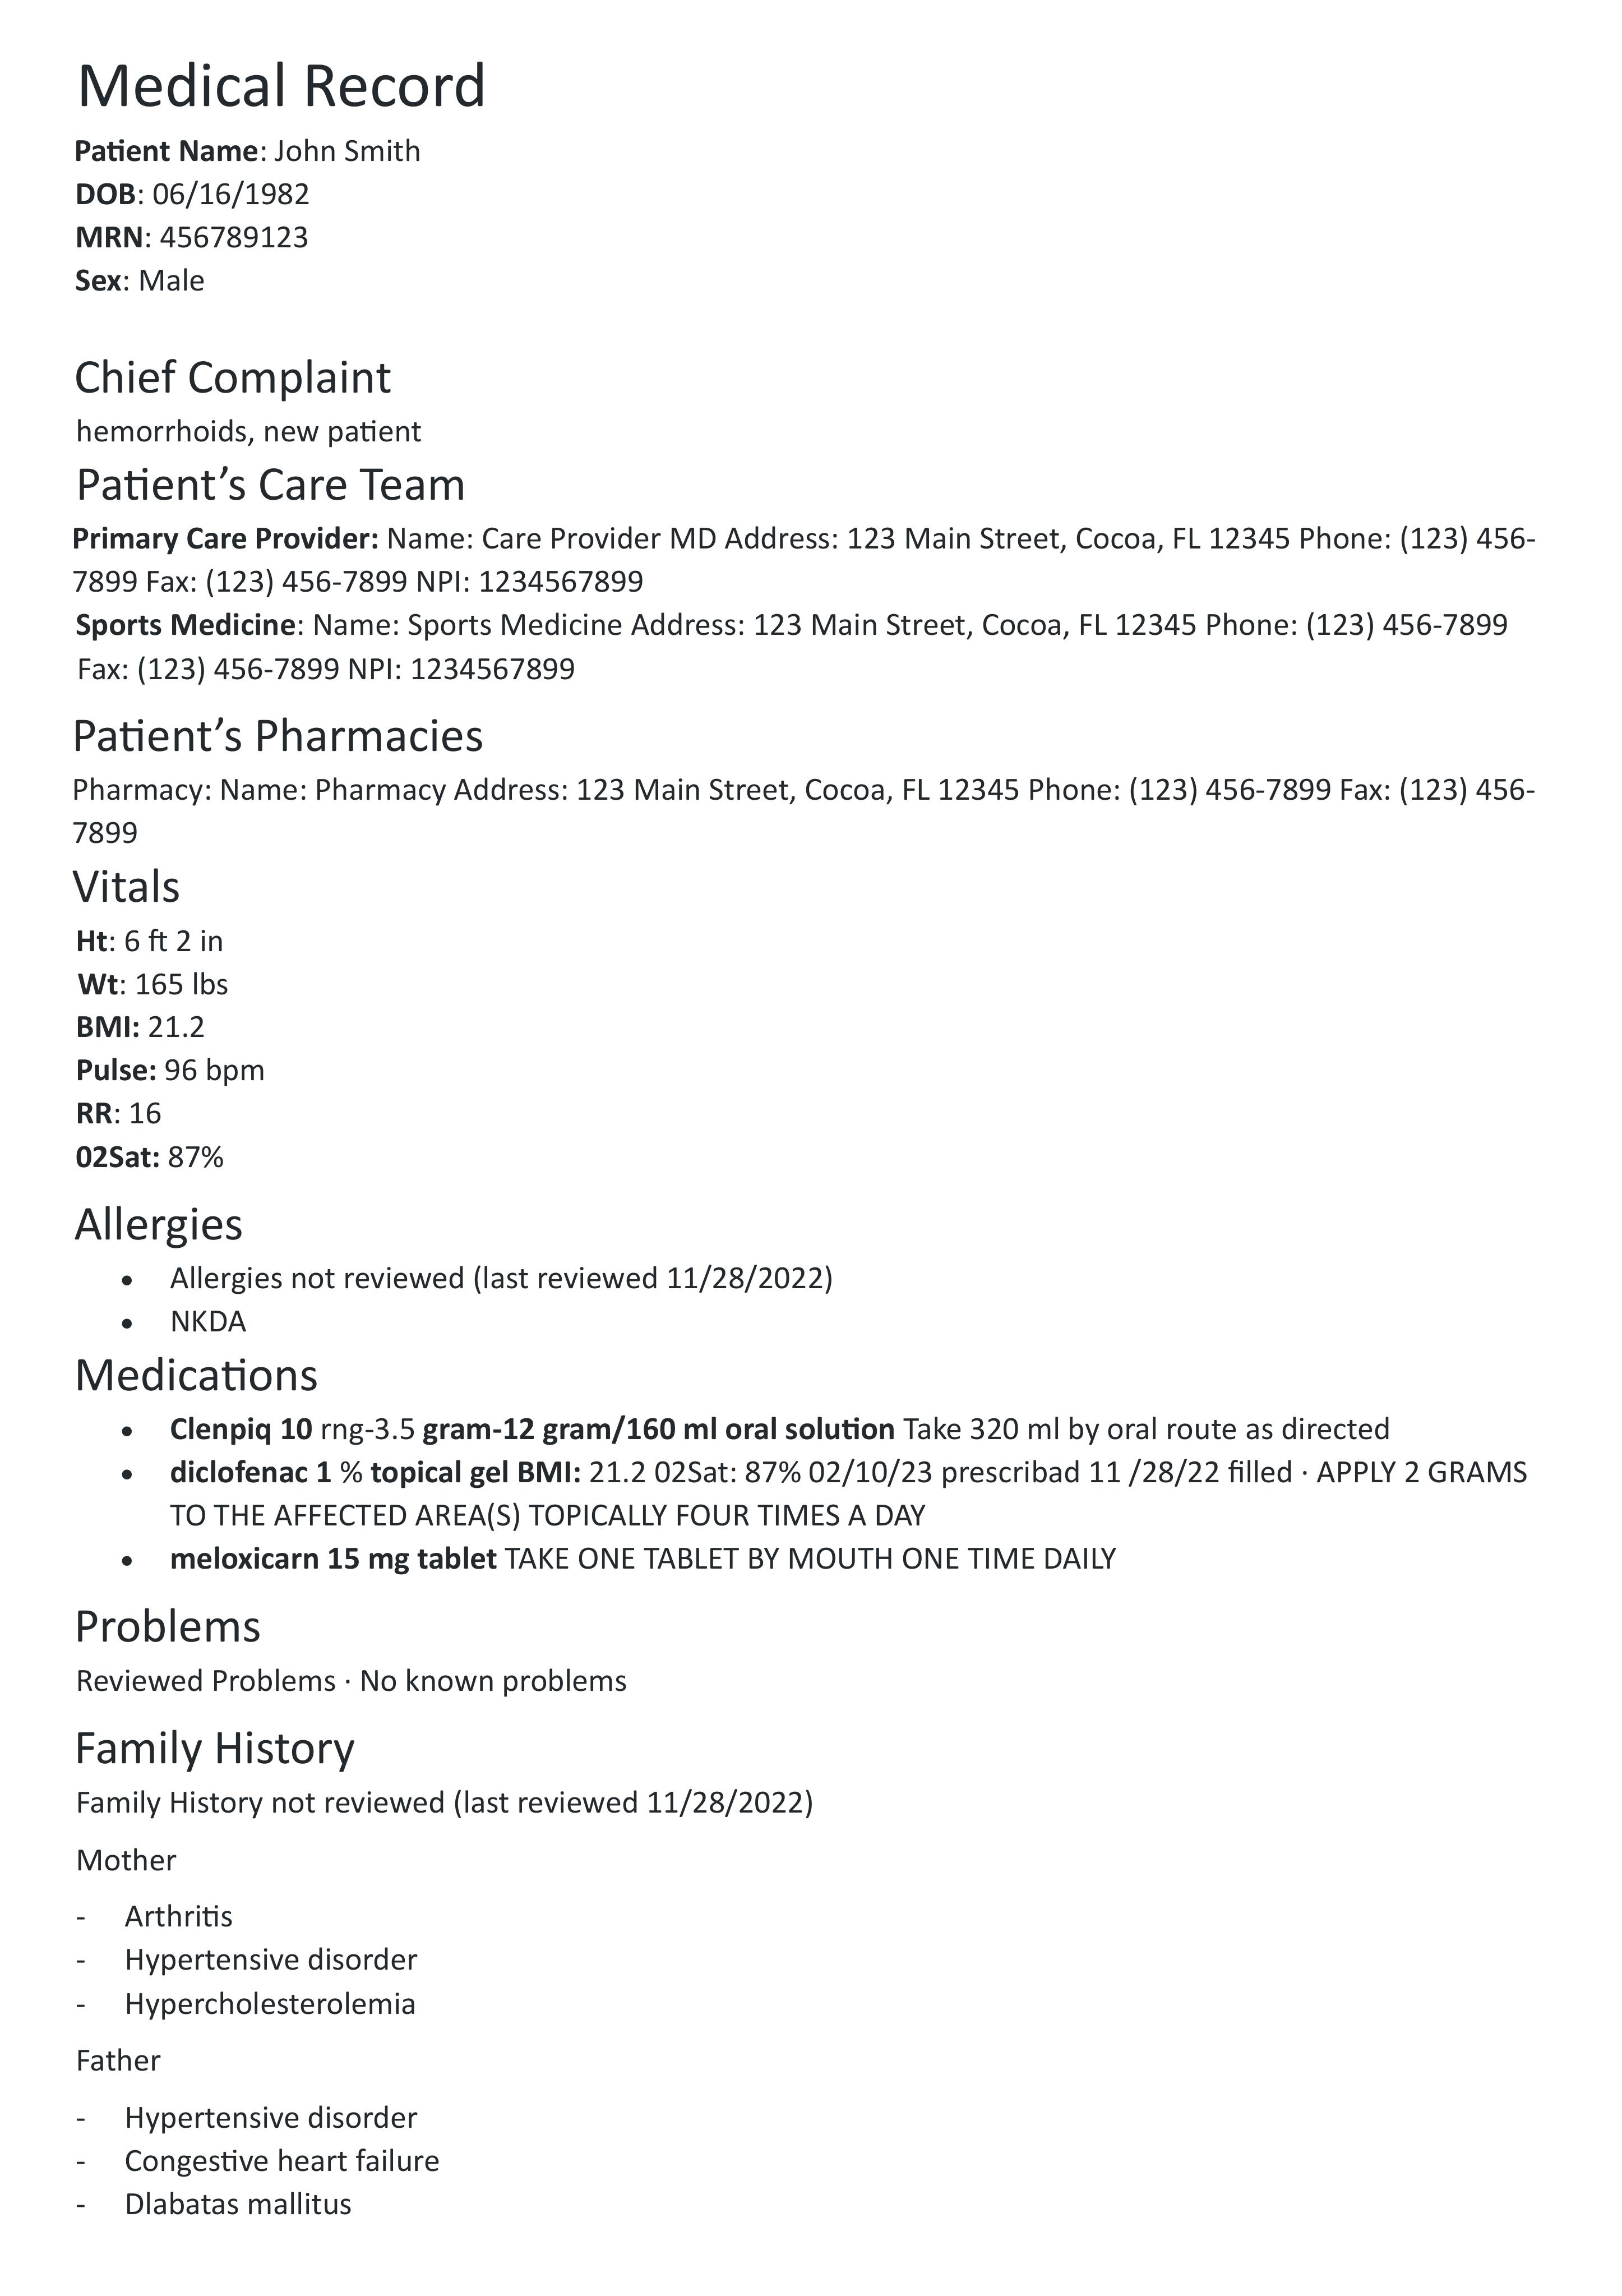 Medical Record
Patient Name: John Smith
DOB: 06/16/1982
MRN: 456789123
Sex: Male
Chief Complaint
hemorrhoids, new patient
Patient’s Care Team
Primary Care Provider: Name: Care Provider MD Address: 123 Main Street, Cocoa, FL 12345 Phone: (123) 456-
7899 Fax: (123) 456-7899 NPI: 1234567899
Sports Medicine: Name: Sports Medicine Address: 123 Main Street, Cocoa, FL 12345 Phone: (123) 456-7899
Fax: (123) 456-7899 NPI: 1234567899
Patient’s Pharmacies
Pharmacy: Name: Pharmacy Address: 123 Main Street, Cocoa, FL 12345 Phone: (123) 456-7899 Fax: (123) 456-
7899
Vitals
Ht: 6 ft 2 in
Wt: 165 lbs
BMI: 21.2
Pulse: 96 bpm
RR: 16
02Sat: 87%
Allergies
• Allergies not reviewed (last reviewed 11/28/2022)
• NKDA
Medications
• Clenpiq 10 rng-3.5 gram-12 gram/160 ml oral solution Take 320 ml by oral route as directed
• diclofenac 1 % topical gel BMI: 21.2 02Sat: 87% 02/10/23 prescribad 11 /28/22 filled · APPLY 2 GRAMS
TO THE AFFECTED AREA(S) TOPICALLY FOUR TIMES A DAY
• meloxicarn 15 mg tablet TAKE ONE TABLET BY MOUTH ONE TIME DAILY
Problems
Reviewed Problems · No known problems
Family History
Family History not reviewed (last reviewed 11/28/2022)
Mother
- Arthritis
- Hypertensive disorder
- Hypercholesterolemia
Father
- Hypertensive disorder
- Congestive heart failure
- Dlabatas mallitus